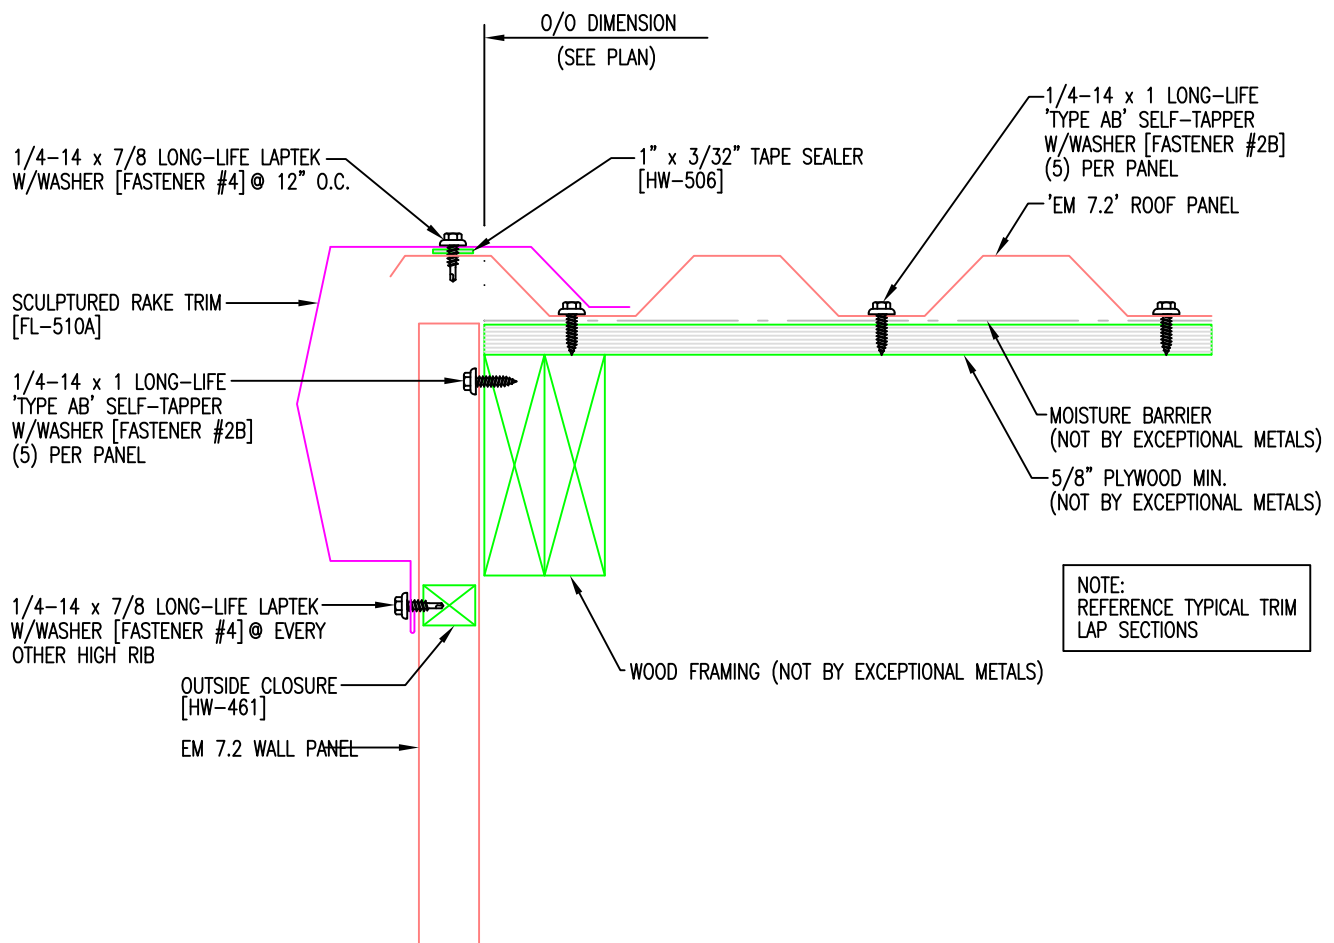 O/O DIMENSION
(SEE PLAN)
1/4-14 x 7/8 LONG-LIFE LAPTEK
W/WASHER [FASTENER #4] @ 12" O.C.
1" x 3/32" TAPE SEALER
[HW-506]
1/4-14 x 1 LONG-LIFE
'TYPE AB' SELF-TAPPER
W/WASHER [FASTENER #2B]
(5) PER PANEL
'EM 7.2' ROOF PANEL
SCULPTURED RAKE TRIM
[FL-510A]
1/4-14 x 1 LONG-LIFE
'TYPE AB' SELF-TAPPER
W/WASHER [FASTENER #2B]
(5) PER PANEL
MOISTURE BARRIER
(NOT BY EXCEPTIONAL METALS)
5/8" PLYWOOD MIN.
(NOT BY EXCEPTIONAL METALS)
NOTE:
REFERENCE TYPICAL TRIM
LAP SECTIONS
1/4-14 x 7/8 LONG-LIFE LAPTEK
W/WASHER [FASTENER #4] @ EVERY
OTHER HIGH RIB
WOOD FRAMING (NOT BY EXCEPTIONAL METALS)
OUTSIDE CLOSURE
[HW-461]
EM 7.2 WALL PANEL